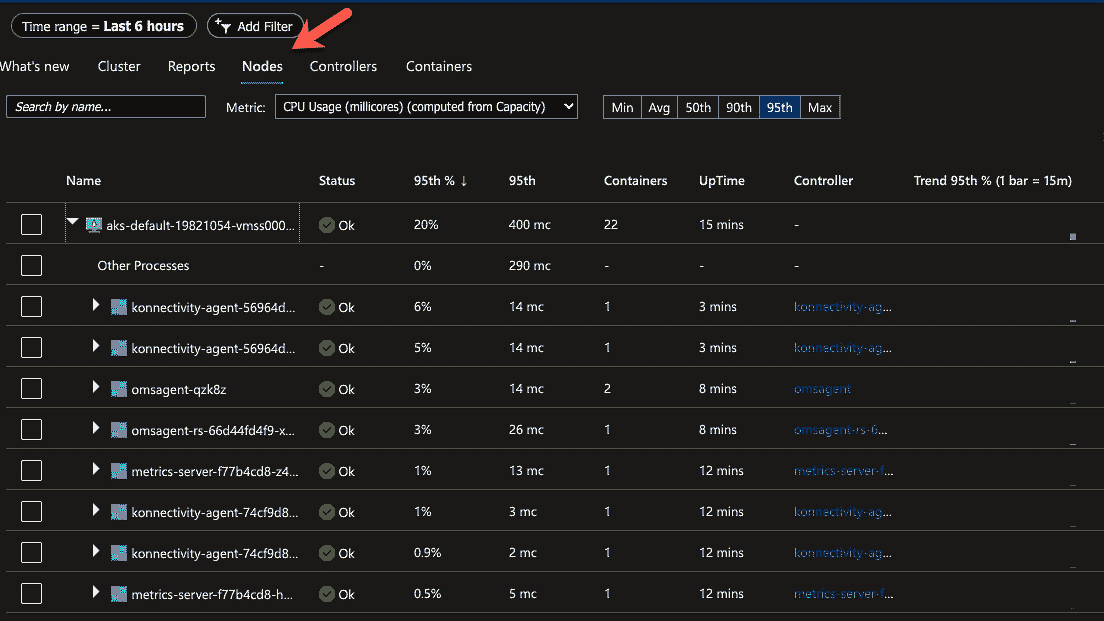 Time range = Last 6 hours Add Filter
What's new Cluster Reports Nodes Controllers Containers
Search by name... Metric: CPU Usage (millicores) (computed from Capacity) Min Avg 50th 90th 95th Max
Name Status 95th % ↓ 95th Containers UpTime Controller Trend 95th % (1 bar = 15m)
aks-default-19821054-vmss000... Ok 20% 400 mc 22 15 mins -
Other Processes - 0% 290 mc - - -
konnectivity-agent-56964d... Ok 6% 14 mc 1 3 mins konnectivity-ag...
konnectivity-agent-56964d... Ok 5% 14 mc 1 3 mins konnectivity-ag...
omsagent-qzk8z Ok 3% 14 mc 2 8 mins omsagent
omsagent-rs-66d44fd4f9-x... Ok 3% 26 mc 1 8 mins omsagent-rs-6...
metrics-server-f77b4cd8-z4... Ok 1% 13 mc 1 12 mins metrics-server-f...
konnectivity-agent-74cf9d8... Ok 1% 3 mc 1 12 mins konnectivity-ag...
konnectivity-agent-74cf9d8... Ok 0.9% 2 mc 1 12 mins konnectivity-ag...
metrics-server-f77b4cd8-h... Ok 0.5% 5 mc 1 12 mins metrics-server-f...